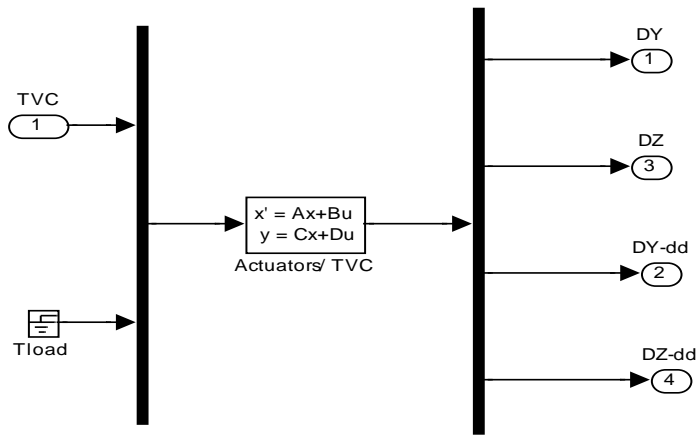 TVC
1
Tload
x' = Ax+Bu
y = Cx+Du
Actuators/ TVC
DY
1
DZ
3
DY-dd
2
DZ-dd
4